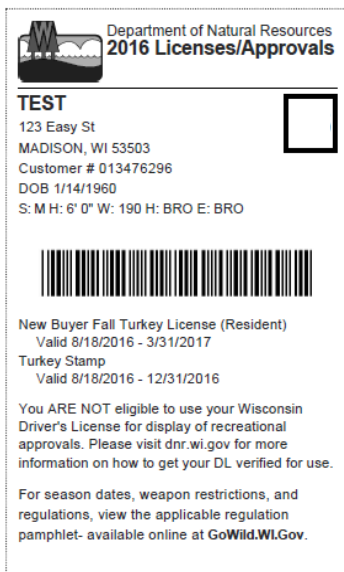 W
Department of Natural Resources
2016 Licenses/Approvals
TEST
123 Easy St
MADISON, WI 53503
Customer # 013476296
DOB 1/14/1960
S: M H: 6' 0" W: 190 H: BRO E: BRO
New Buyer Fall Turkey License (Resident)
Valid 8/18/2016 - 3/31/2017
Turkey Stamp
Valid 8/18/2016 - 12/31/2016
You ARE NOT eligible to use your Wisconsin
Driver's License for display of recreational
approvals. Please visit dnr.wi.gov for more
information on how to get your DL verified for use.
For season dates, weapon restrictions, and
regulations, view the applicable regulation
pamphlet- available online at GoWild.WI.Gov.